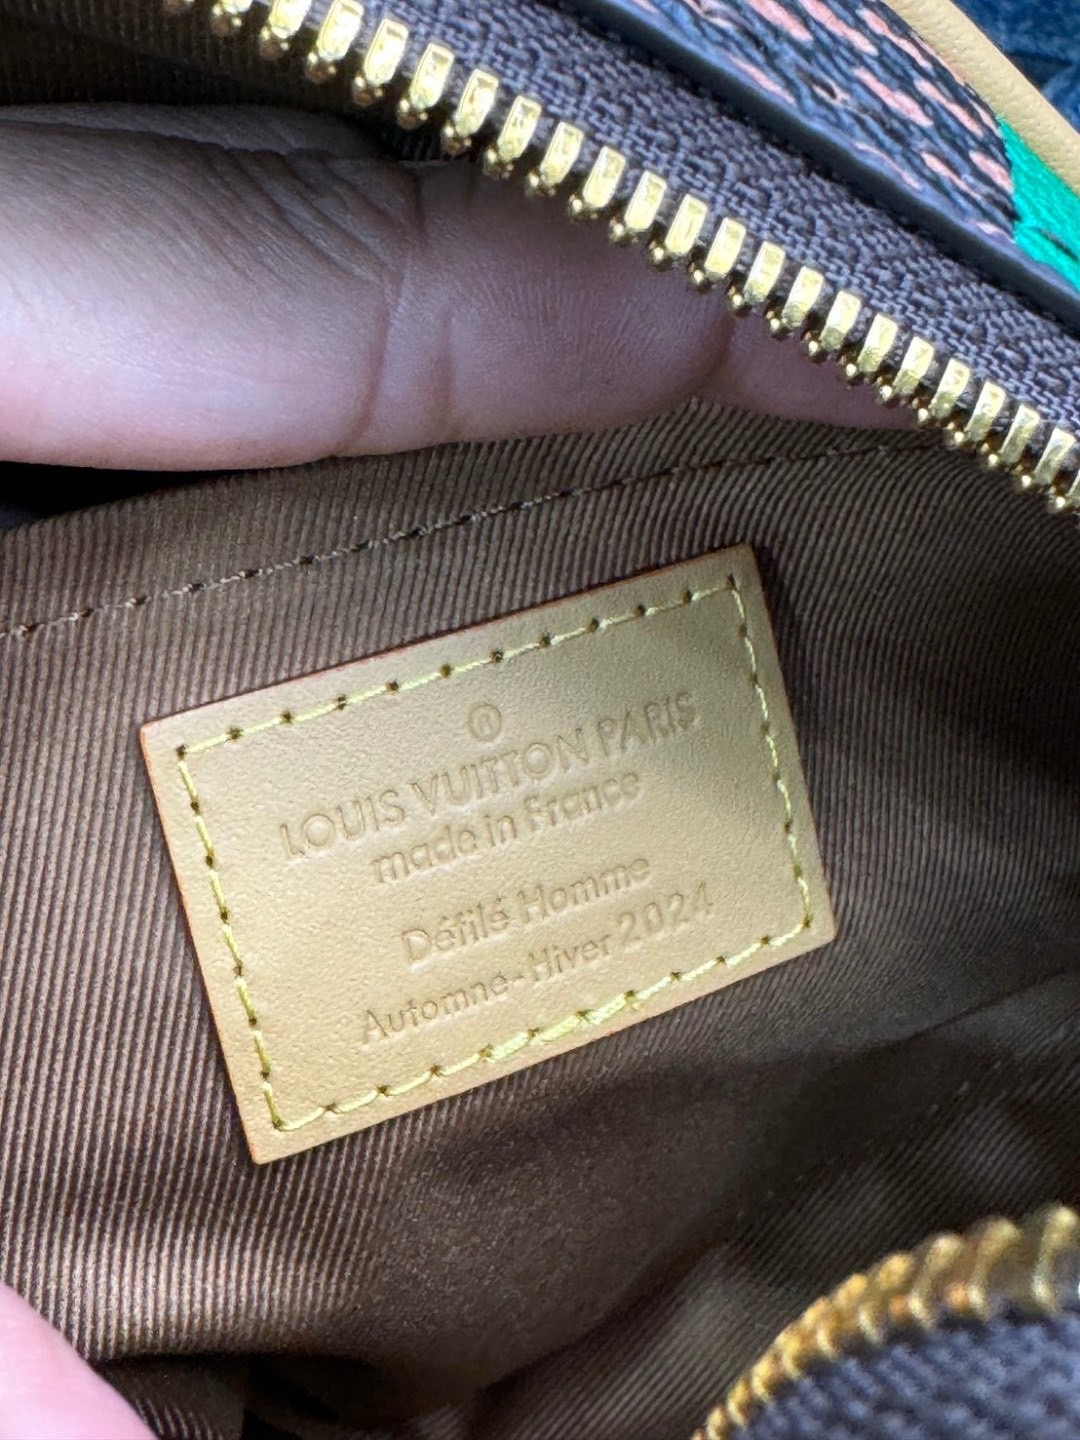 ®
LOUIS VUITTON PARIS
made in France
Défilé Homme
Automne-Hiver 2024